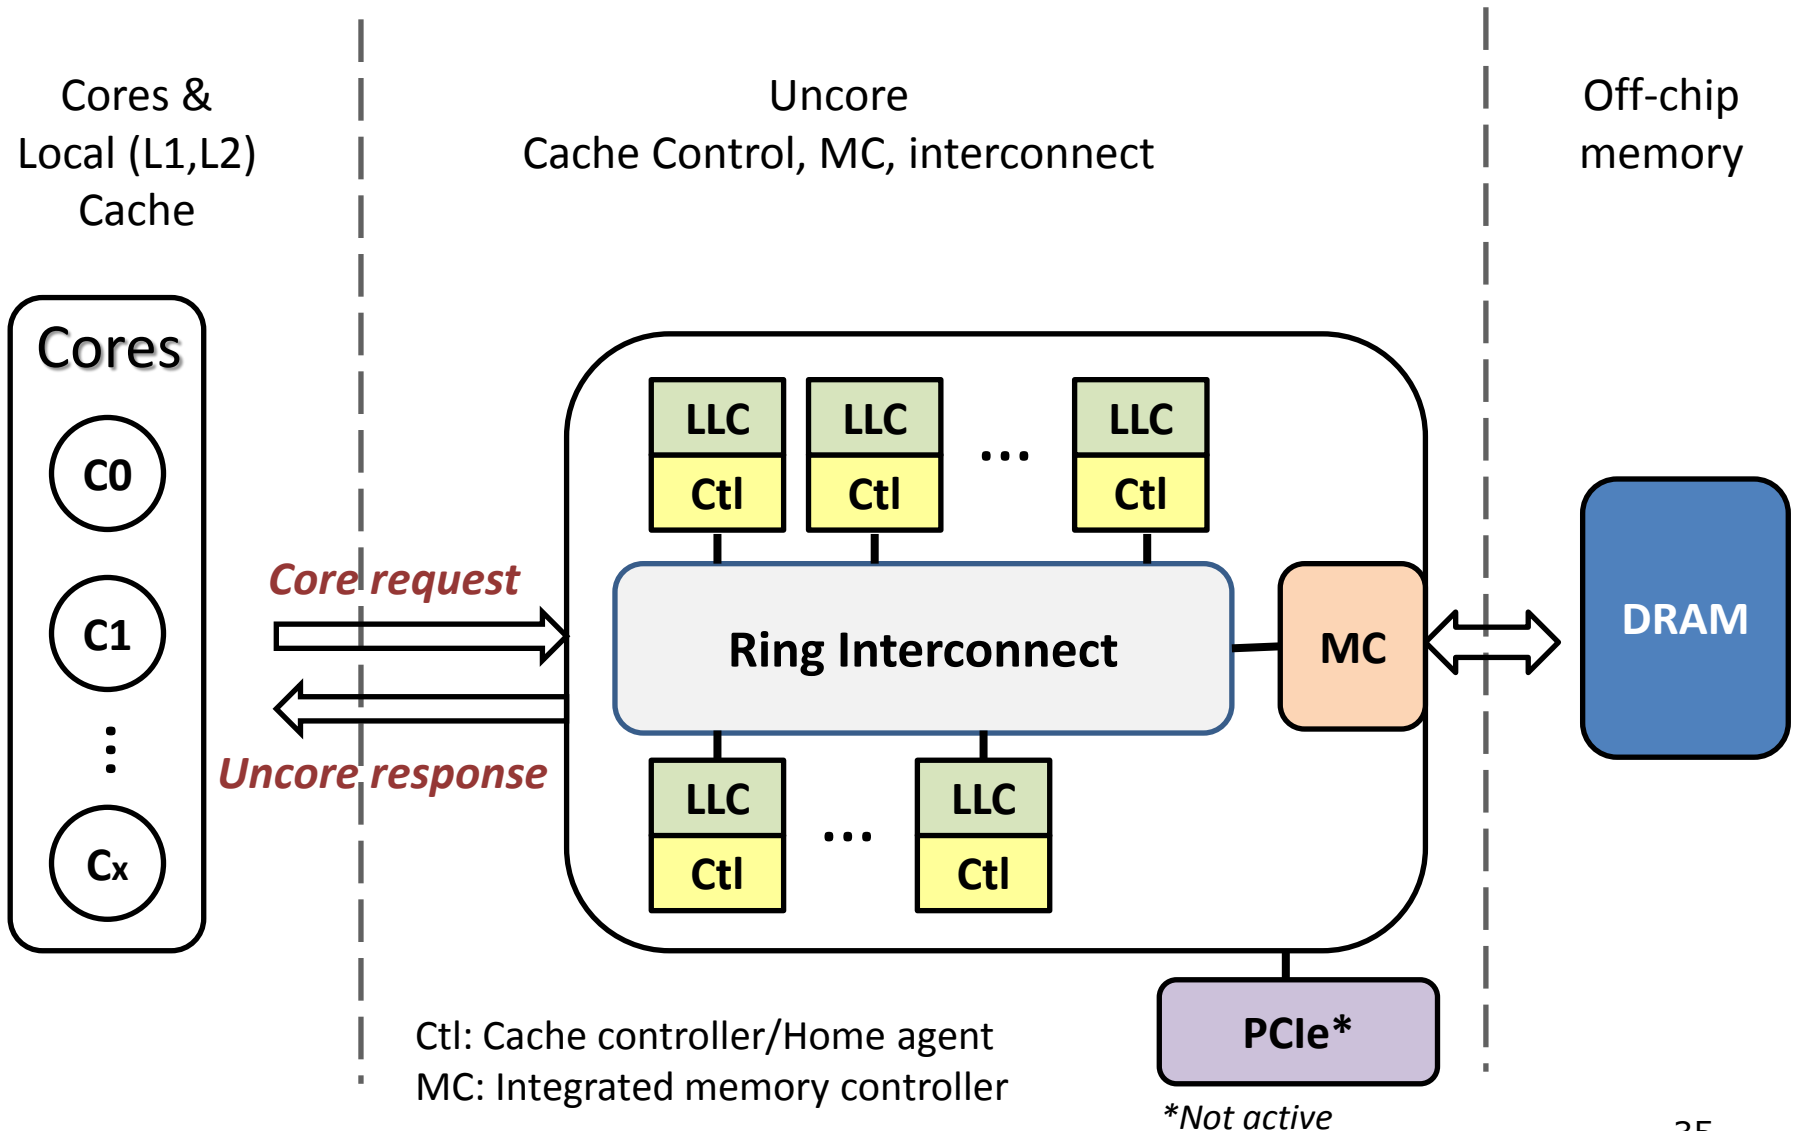 Cores &
Local (L1,L2)
Cache
Uncore
Cache Control, MC, interconnect
Off-chip
memory
Cores
C0
C1
...
Cx
Core request
Uncore response
LLC
Ctl
LLC
Ctl
...
LLC
Ctl
Ring Interconnect
MC
DRAM
LLC
Ctl
...
LLC
Ctl
PCIe*
*Not active
Ctl: Cache controller/Home agent
MC: Integrated memory controller